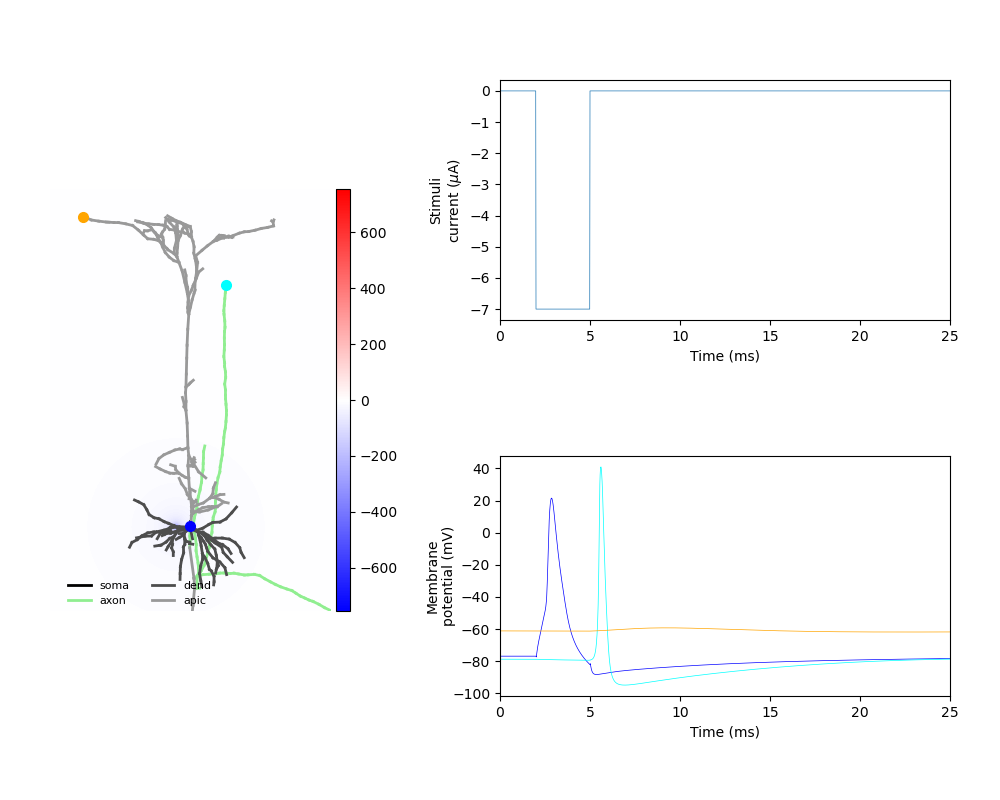 soma
axon
dend
apic
600
400
200
0
−200
−400
−600
Stimuli
current (μA)
0
−1
−2
−3
−4
−5
−6
−7
0 5 10 15 20 25
Time (ms)
Membrane
potential (mV)
40
20
0
−20
−40
−60
−80
−100
0 5 10 15 20 25
Time (ms)